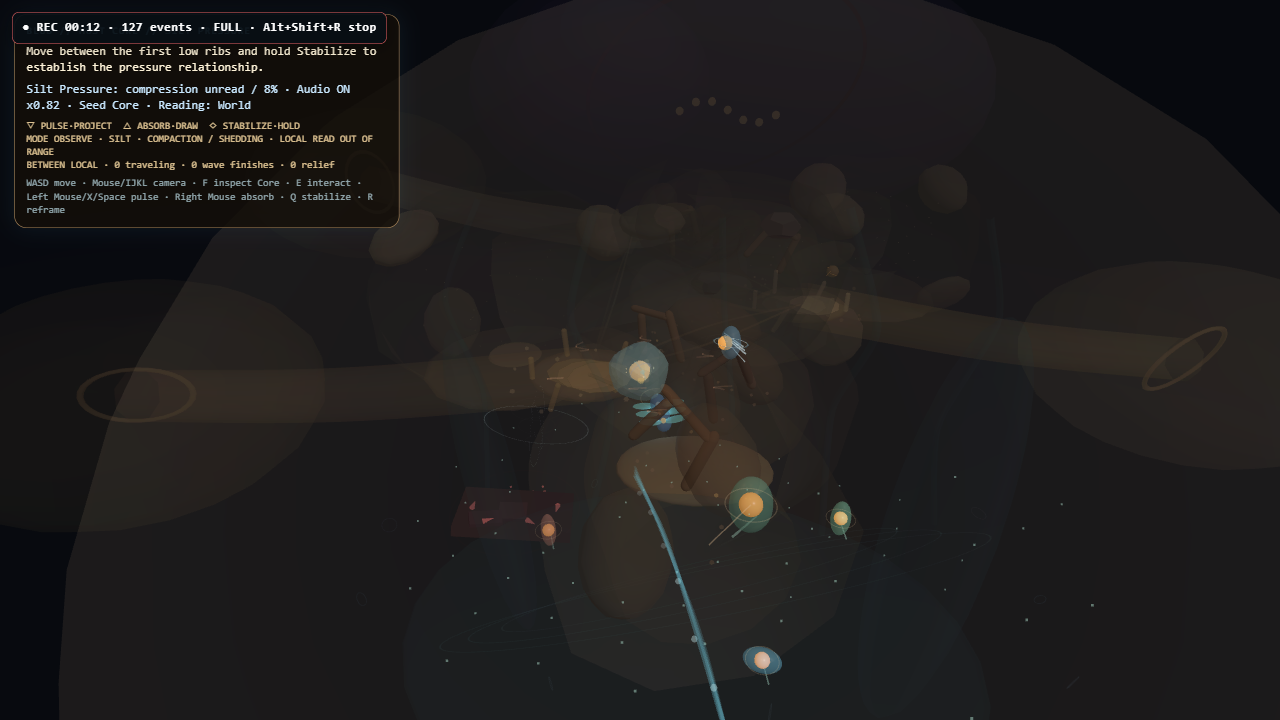 ● REC 00:12 · 127 events · FULL · Alt+Shift+R stop
Move between the first low ribs and hold Stabilize to
establish the pressure relationship.
Silt Pressure: compression unread / 8% · Audio ON
x0.82 · Seed Core · Reading: World
▽ PULSE·PROJECT △ ABSORB·DRAW ◇ STABILIZE·HOLD
MODE OBSERVE · SILT · COMPACTION / SHEDDING · LOCAL READ OUT OF
RANGE
BETWEEN LOCAL · 0 traveling · 0 wave finishes · 0 relief
WASD move · Mouse/IJKL camera · F inspect Core · E interact ·
Left Mouse/X/Space pulse · Right Mouse absorb · Q stabilize · R
reframe